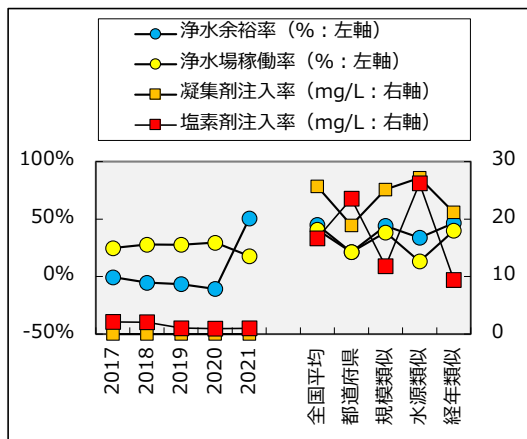 浄水余裕率(%:左軸)
浄水場稼働率(%:左軸)
凝集剤注入率(mg/L:右軸)
塩素剤注入率(mg/L:右軸)
100%
50%
0%
-50%
30
20
10
0
2017
2018
2019
2020
2021
全国平均
都道府県
規模類似
水源類似
経年類似